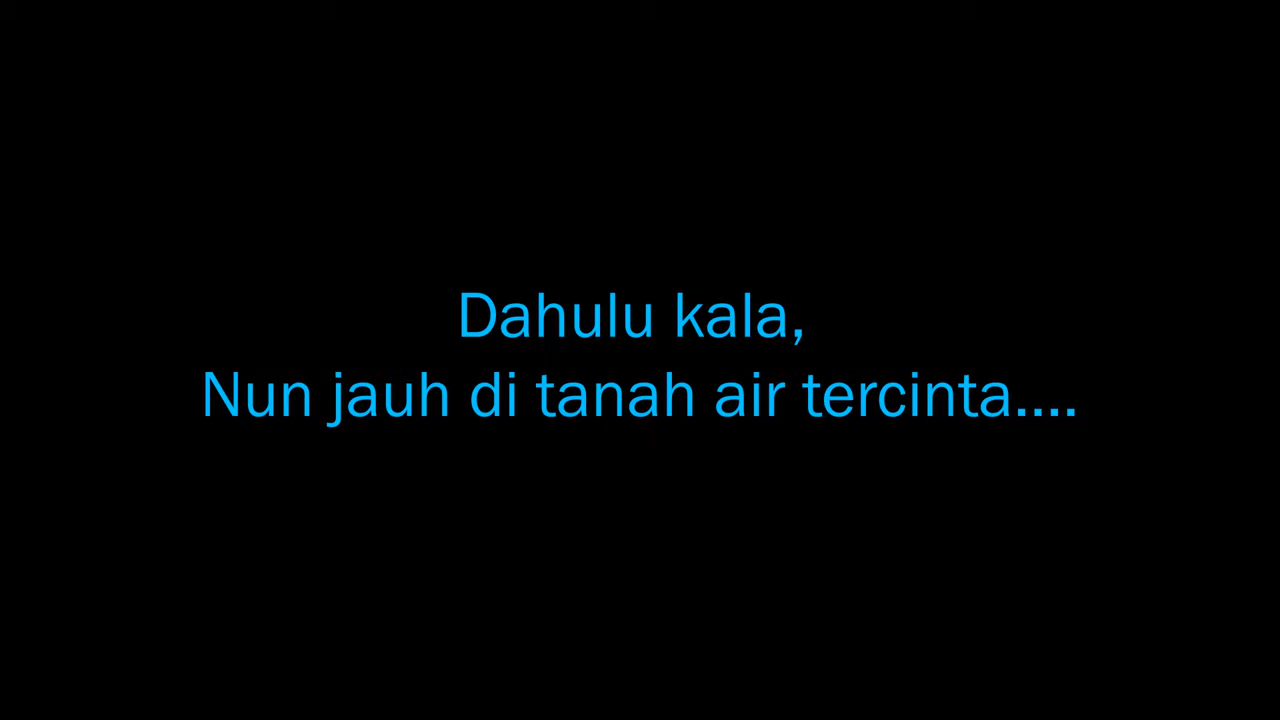 Dahulu kala,
Nun jauh di tanah air tercinta....